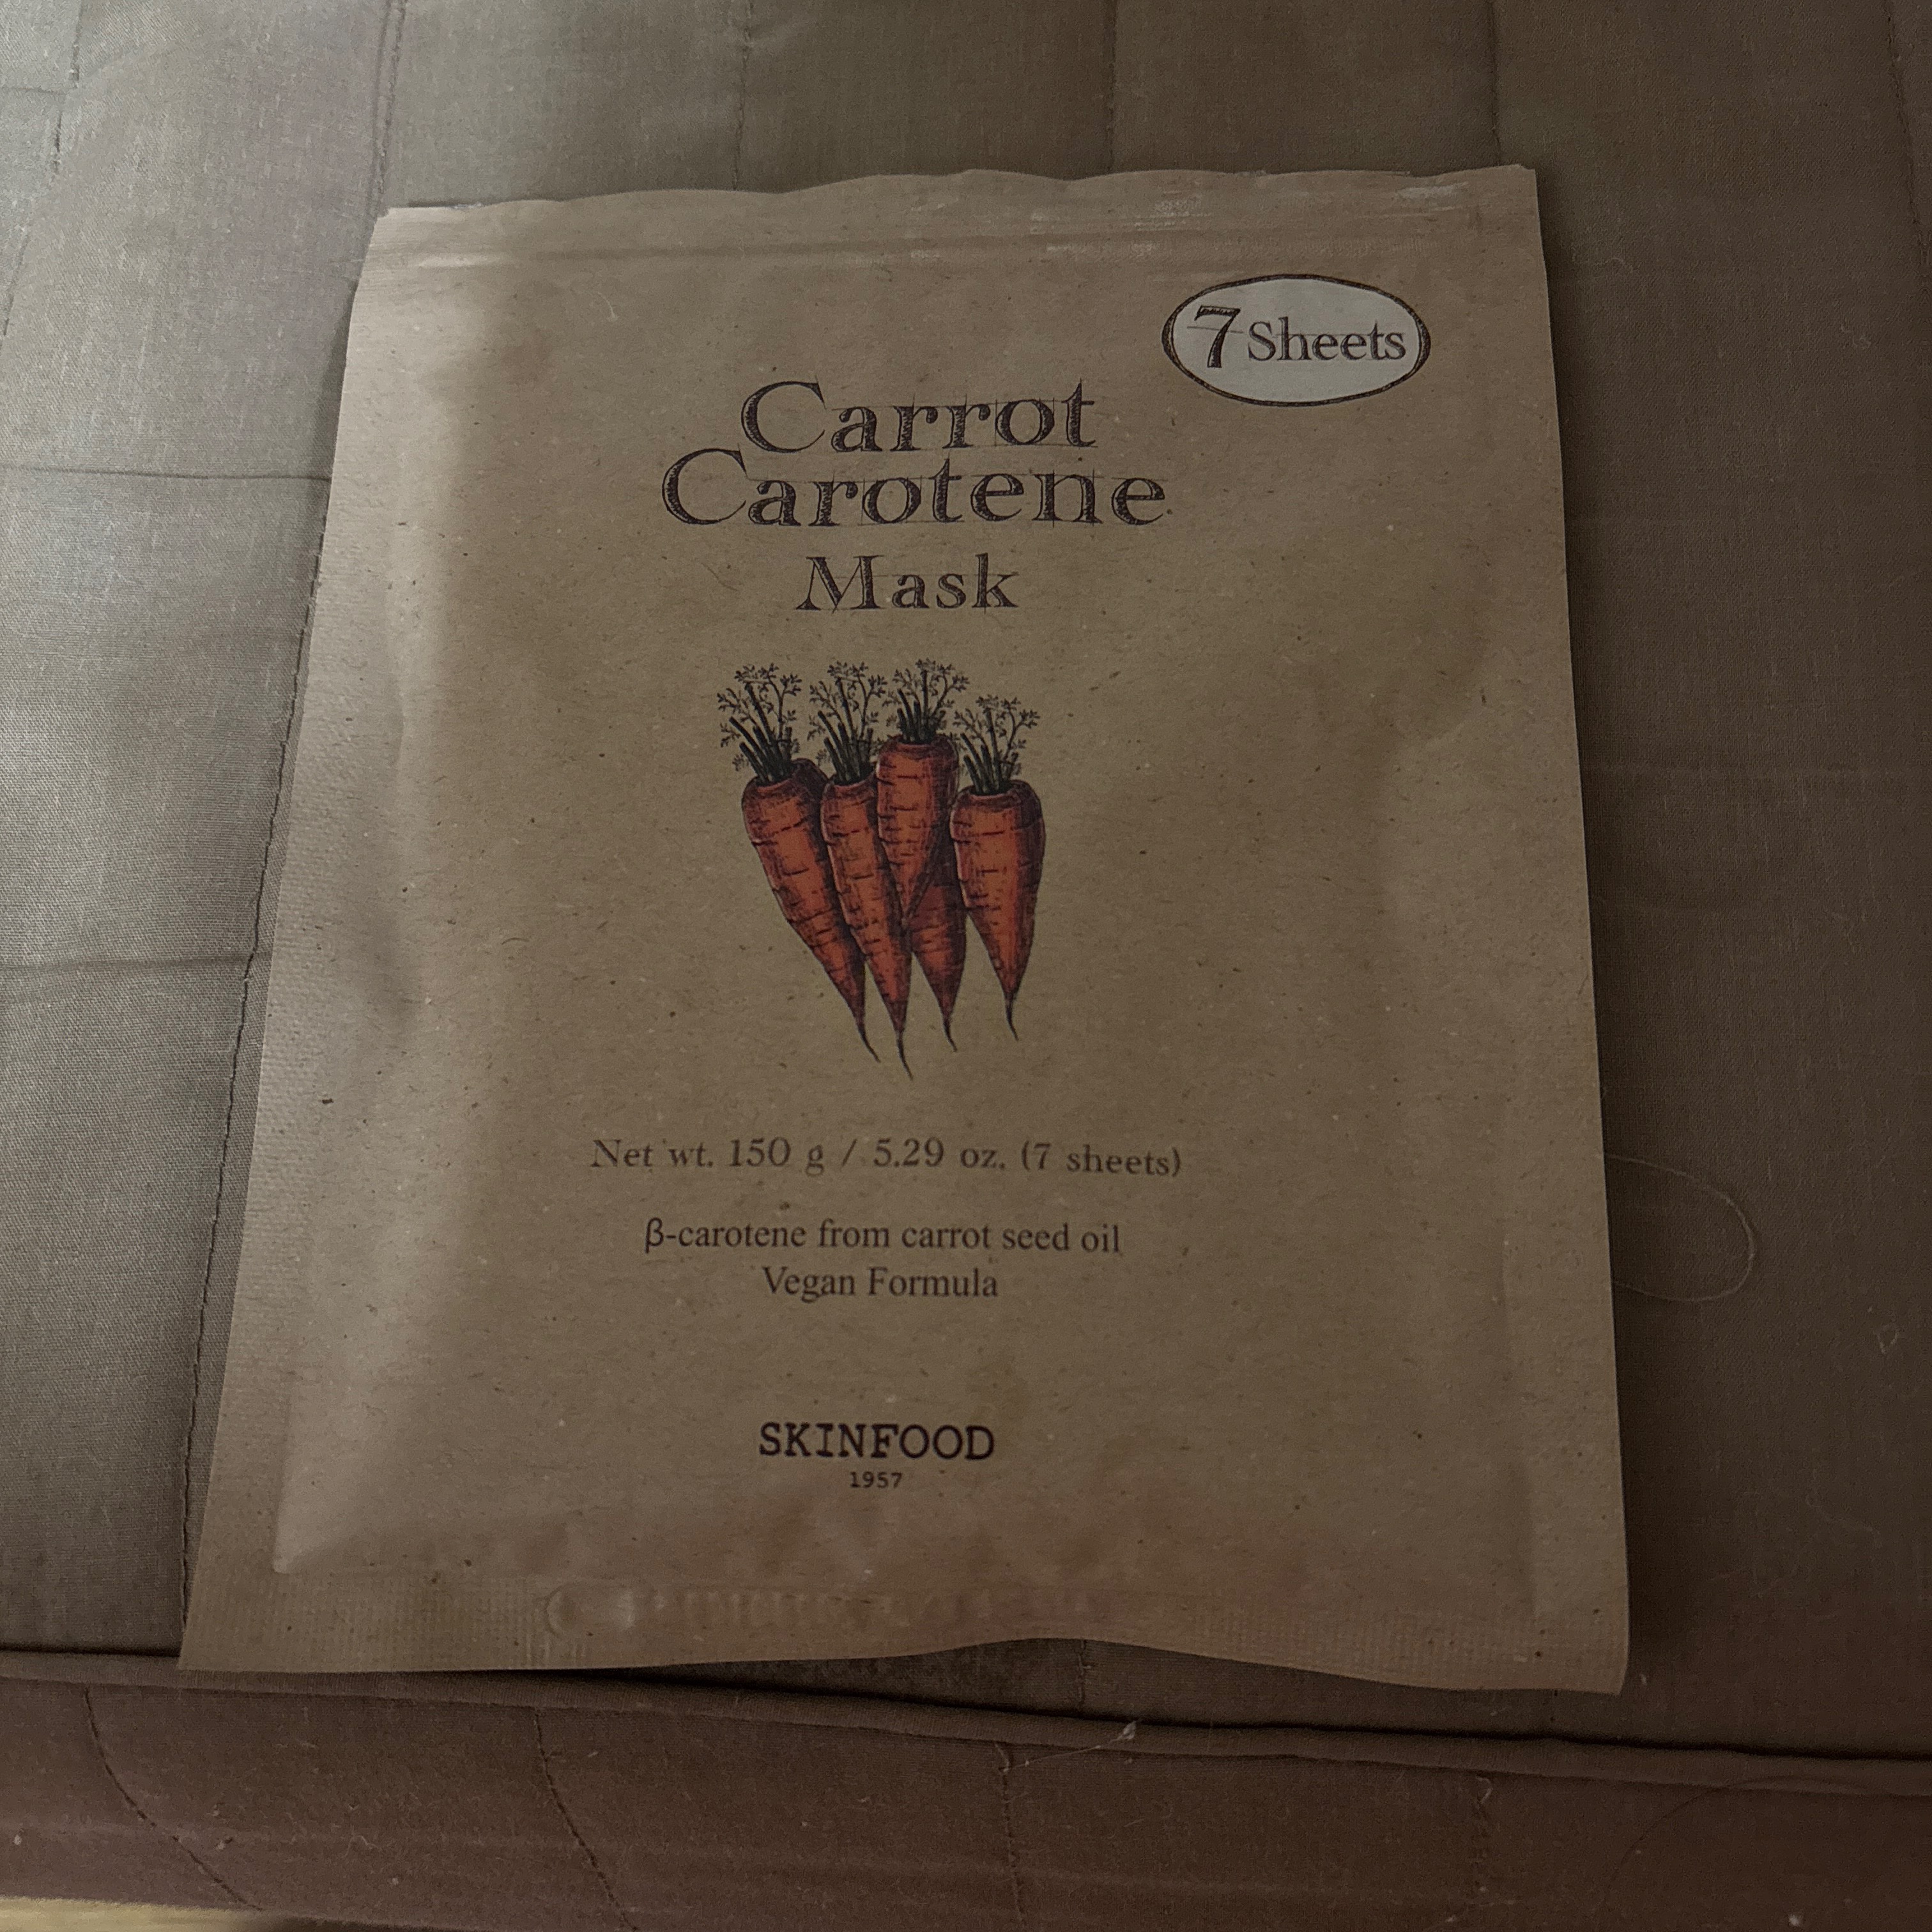 7 Sheets
Carrot
Carotene
Mask
Net wt. 150 g / 5.29 oz. (7 sheets)
β-carotene from carrot seed oil
Vegan Formula
SKINFOOD
1957